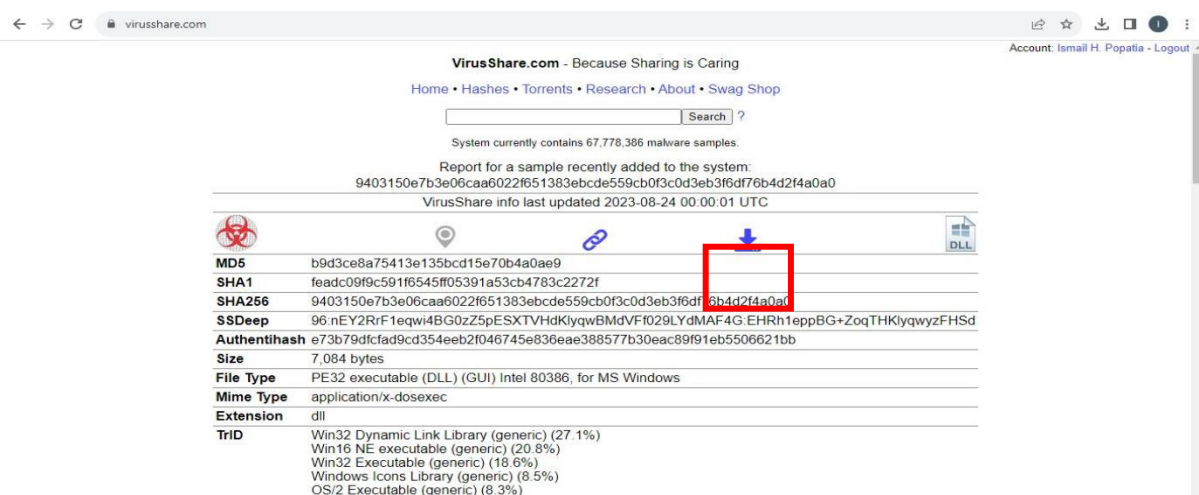 virusshare.com
Account: Ismail H. Popatia - Logout
VirusShare.com - Because Sharing is Caring
Home • Hashes • Torrents • Research • About • Swag Shop
Search ?
System currently contains 67,778,386 malware samples.
Report for a sample recently added to the system:
9403150e7b3e06caa6022f651383ebcde559cb0f3c0d3eb3f6df76b4d2f4a0a0
VirusShare info last updated 2023-08-24 00:00:01 UTC
DLL
MD5 b9d3ce8a75413e135bcd15e70b4a0ae9
SHA1 feadc09f9c591f6545ff05391a53cb4783c2272f
SHA256 9403150e7b3e06caa6022f651383ebcde559cb0f3c0d3eb3f6df76b4d2f4a0a0
SSDeep 96:nEY2RrF1eqwi4BG0zZ5pESXTVHdKlyqwBMdVFf029LYdMAF4G:EHRh1eppBG+ZoqTHKlyqwyzFHSd
Authentihash e73b79dfcfad9cd354eeb2f046745e836eae388577b30eac89f91eb5506621bb
Size 7,084 bytes
File Type PE32 executable (DLL) (GUI) Intel 80386, for MS Windows
Mime Type application/x-dosexec
Extension dll
TrID Win32 Dynamic Link Library (generic) (27.1%)
Win16 NE executable (generic) (20.8%)
Win32 Executable (generic) (18.6%)
Windows Icons Library (generic) (8.5%)
OS/2 Executable (generic) (8.3%)